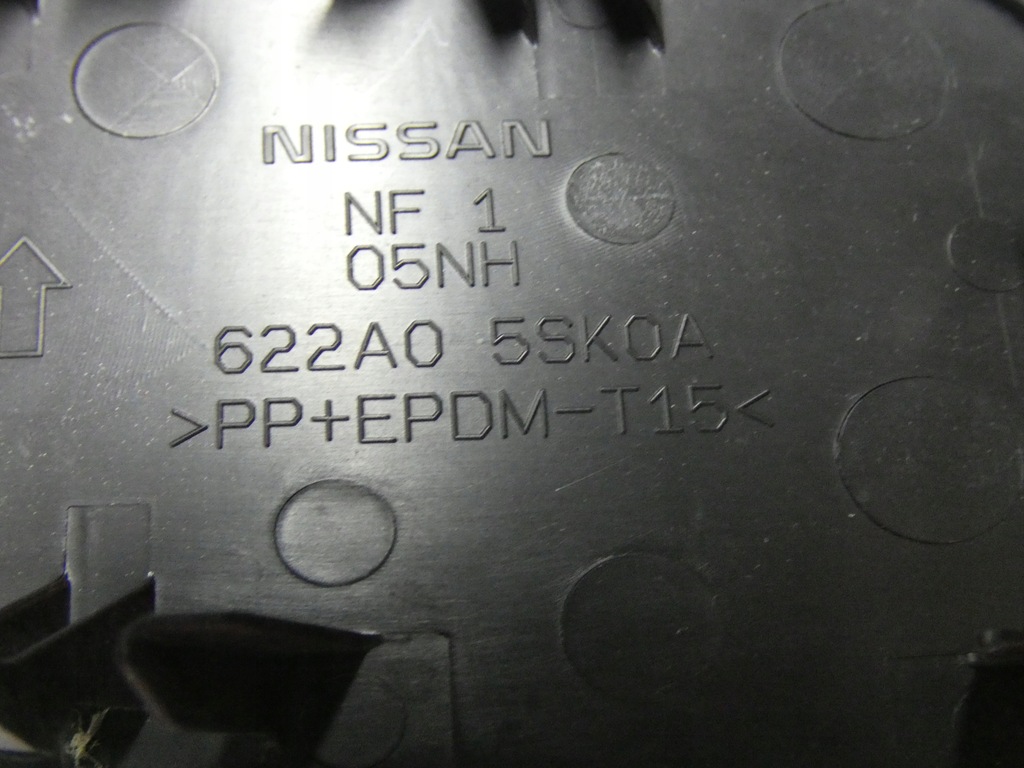 NISSAN
NF 1
05NH
622A0 5SK0A
>PP+EPDM-T15<